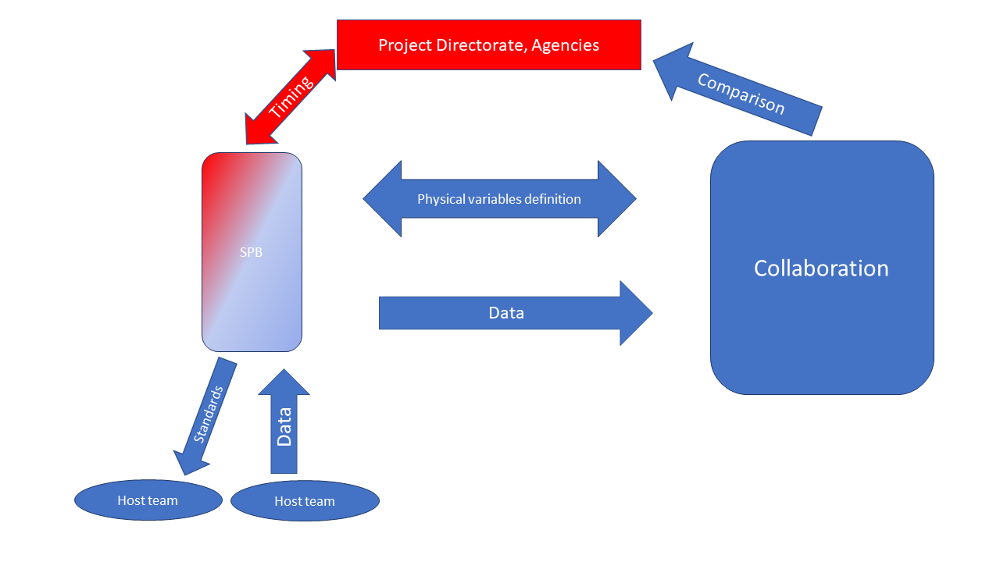 Project Directorate, Agencies
Timing
Comparison
Physical variables definition
SPB
Collaboration
Data
Standards
Data
Host team
Host team